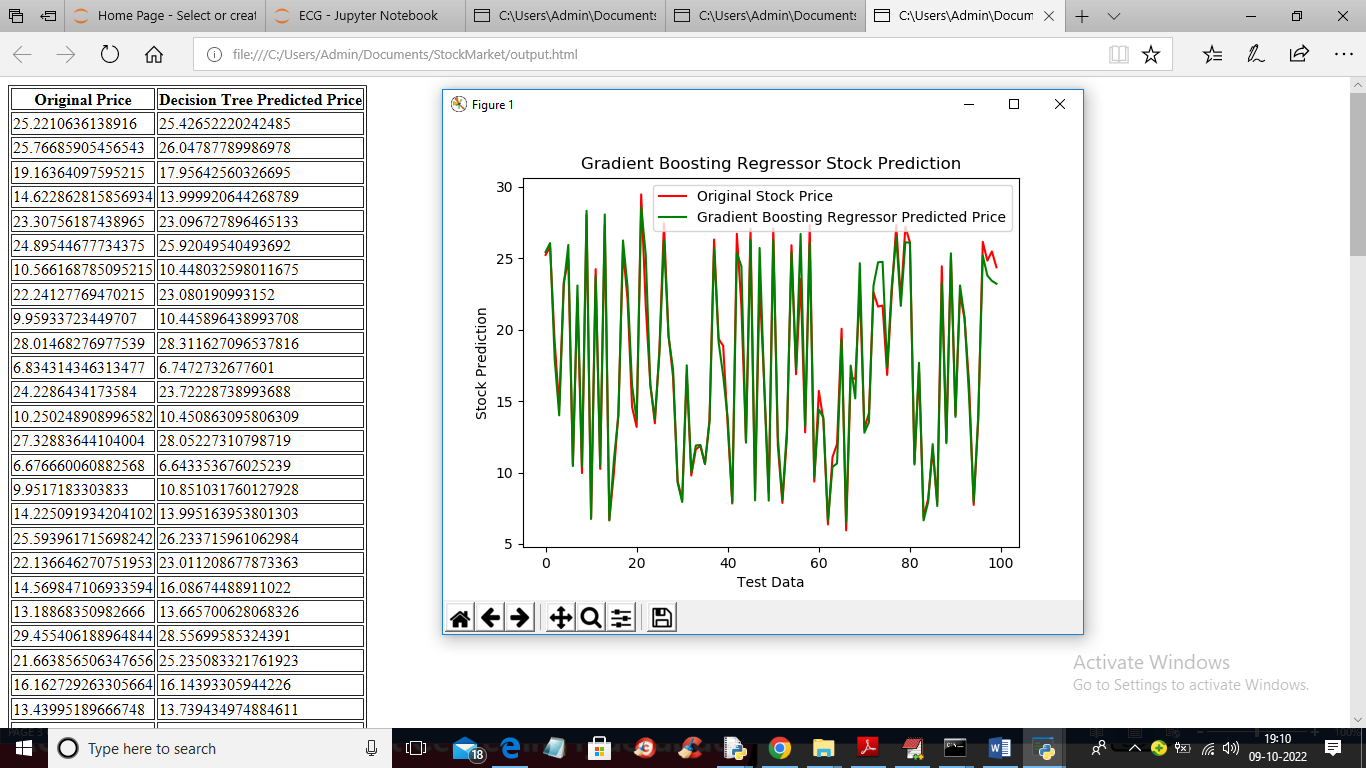 Home Page - Select or creat
ECG - Jupyter Notebook
C:\Users\Admin\Documents
C:\Users\Admin\Documents
C:\Users\Admin\Docum
file:///C:/Users/Admin/Documents/StockMarket/output.html
Original Price Decision Tree Predicted Price
25.2210636138916 25.42652220242485
25.76685905456543 26.04787789986978
19.16364097595215 17.95642560326695
14.622862815856934 13.999920644268789
23.30756187438965 23.096727896465133
24.89544677734375 25.92049540493692
10.566168785095215 10.448032598011675
22.24127769470215 23.080190993152
9.95933723449707 10.445896438993708
28.01468276977539 28.311627096537816
6.834314346313477 6.7472732677601
24.2286434173584 23.72228738993688
10.250248908996582 10.450863095806309
27.32883644104004 28.05227310798719
6.676660060882568 6.643353676025239
9.9517183303833 10.851031760127928
14.225091934204102 13.995163953801303
25.593961715698242 26.233715961062984
22.136646270751953 23.011208677873363
14.569847106933594 16.08674488911022
13.18868350982666 13.665700628068326
29.455406188964844 28.55699585324391
21.663856506347656 25.235083321761923
16.162729263305664 16.14393305944226
13.43995189666748 13.739434974884611
Figure 1
Gradient Boosting Regressor Stock Prediction
Original Stock Price
Gradient Boosting Regressor Predicted Price
Stock Prediction
30
25
20
15
10
5
0 20 40 60 80 100
Test Data
Activate Windows
Go to Settings to activate Windows.
Type here to search
18
19:10
09-10-2022